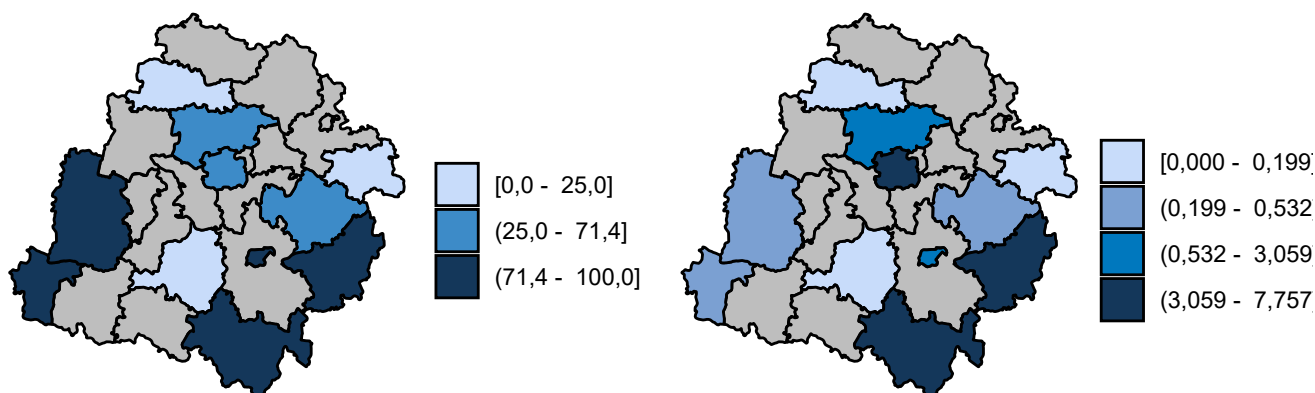 [0,0 - 25,0]
(25,0 - 71,4]
(71,4 - 100,0]
[0,000 - 0,199]
(0,199 - 0,532]
(0,532 - 3,059]
(3,059 - 7,757]